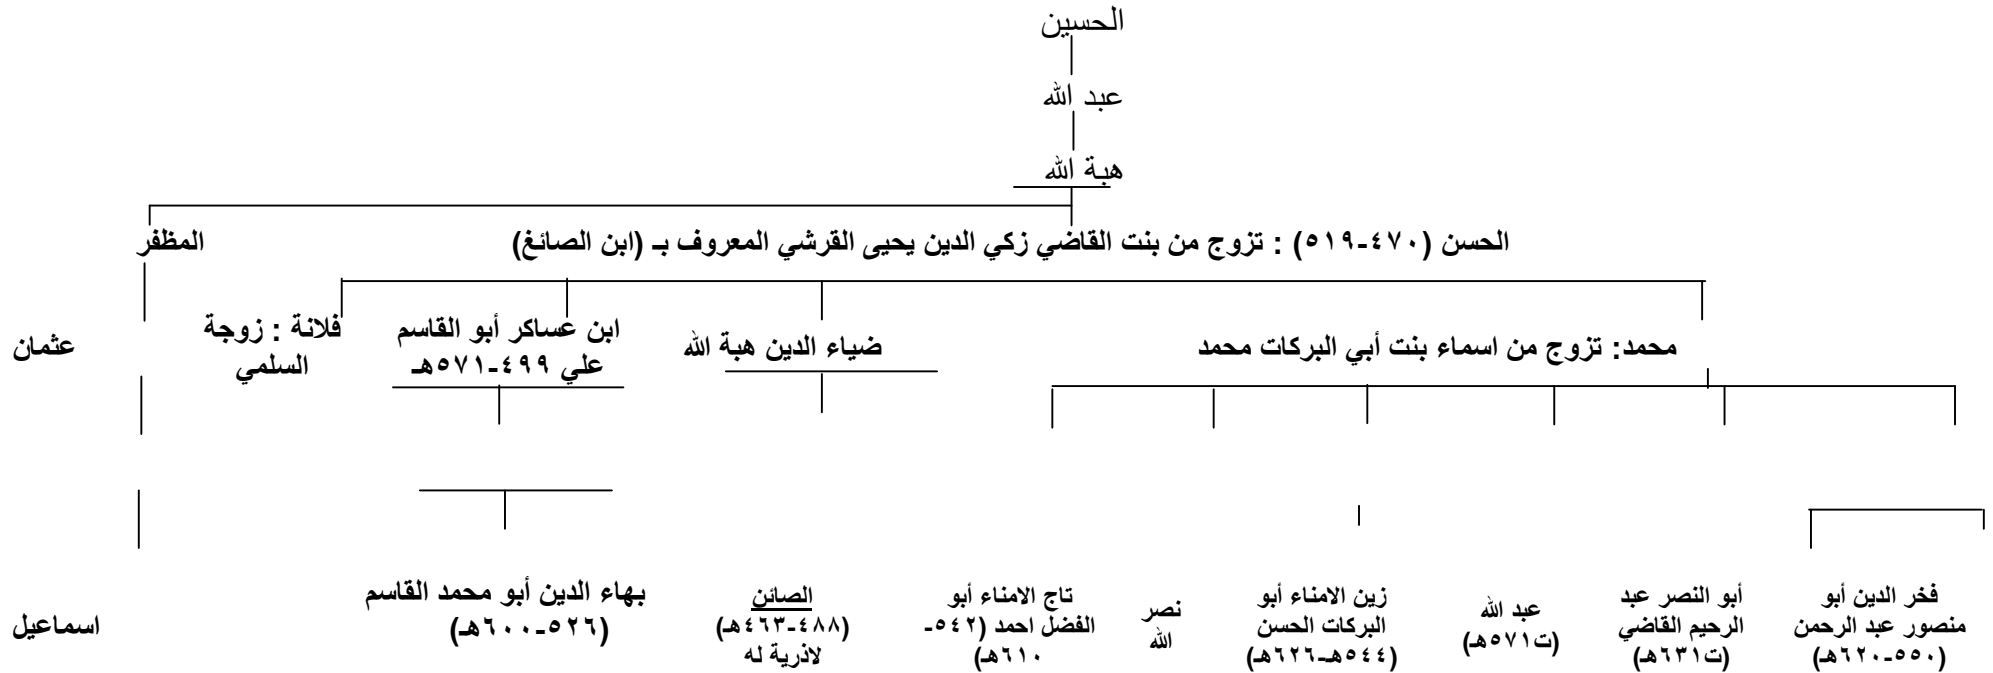 الحسين
عبد الله
هبة الله
الحسن (٤٧٠-٥١٩) : تزوج من بنت القاضي زكي الدين يحيى القرشي المعروف بـ (ابن الصائغ)
المظفر
محمد: تزوج من اسماء بنت أبي البركات محمد
ضياء الدين هبة الله
ابن عساكر أبو القاسم
علي ٤٩٩-٥٧١هـ
فلانة : زوجة
السلمي
عثمان
فخر الدين أبو
منصور عبد الرحمن
(٥٥٠-٦٢٠هـ)
أبو النصر عبد
الرحيم القاضي
(ت٦٣١هـ)
عبد الله
(ت٥٧١هـ)
زين الامناء أبو
البركات الحسن
(٥٤٤هـ-٦٢٦هـ)
نصر
الله
تاج الامناء أبو
الفضل احمد (٥٤٢-
٦١٠هـ)
الصائن
(٤٨٨-٤٦٣هـ)
لاذرية له
بهاء الدين أبو محمد القاسم
(٥٢٦-٦٠٠هـ)
اسماعيل